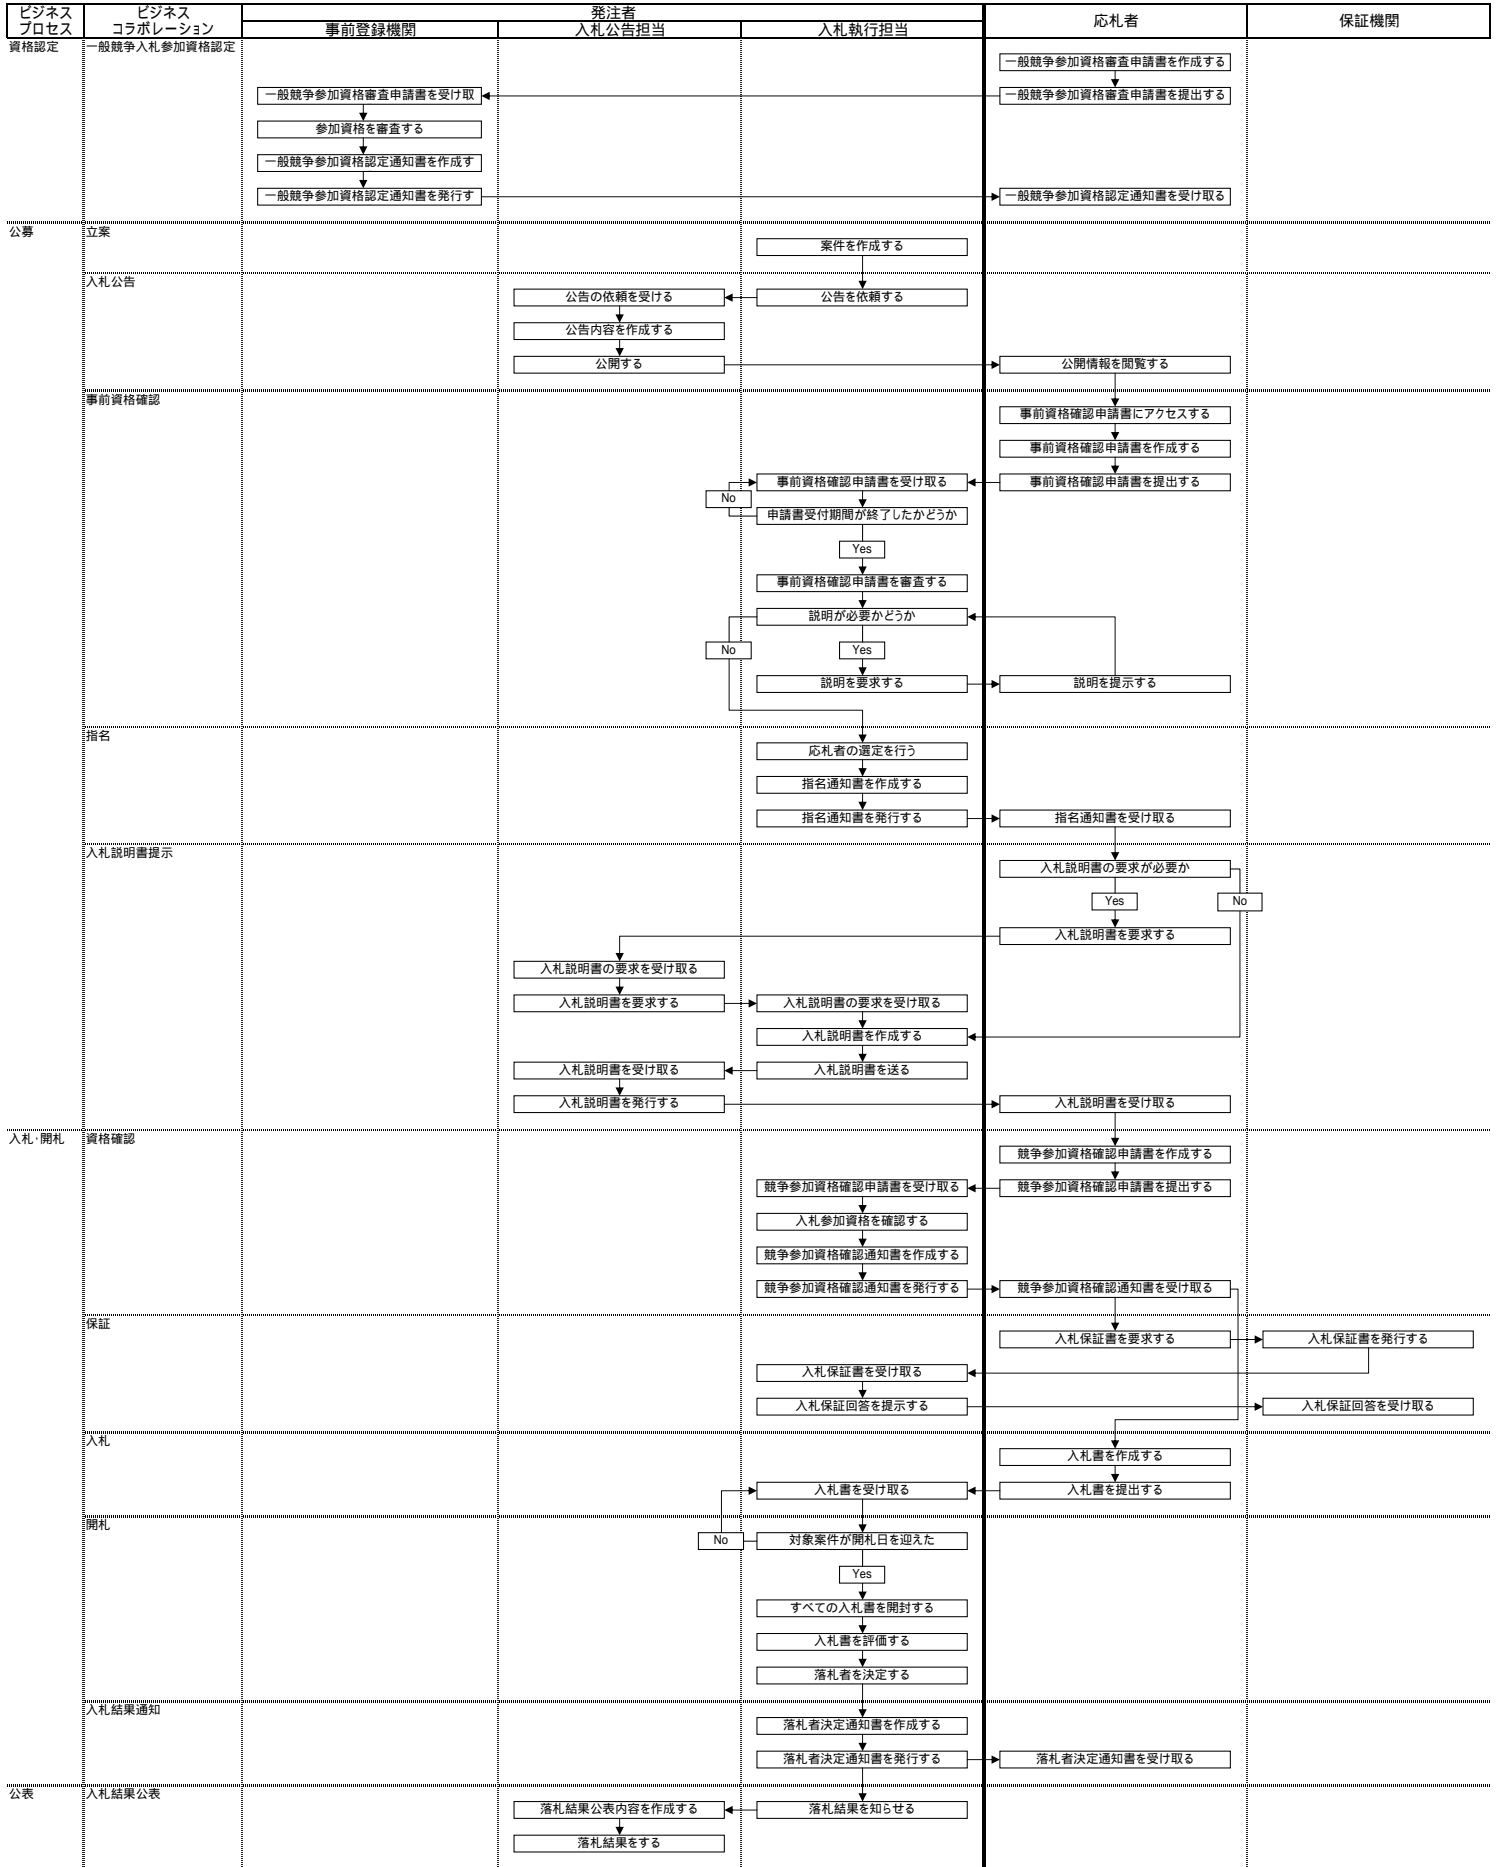 ビジネス
プロセス
ビジネス
コラボレーション
発注者
事前登録機関
入札公告担当
入札執行担当
応札者
保証機関
資格認定
一般競争入札参加資格認定
一般競争参加資格審査申請書を作成する
一般競争参加資格審査申請書を受け取
一般競争参加資格審査申請書を提出する
参加資格を審査する
一般競争参加資格認定通知書を作成す
一般競争参加資格認定通知書を発行す
一般競争参加資格認定通知書を受け取る
公募
立案
案件を作成する
入札公告
公告の依頼を受ける
公告を依頼する
公告内容を作成する
公開する
公開情報を閲覧する
事前資格確認
事前資格確認申請書にアクセスする
事前資格確認申請書を作成する
事前資格確認申請書を受け取る
事前資格確認申請書を提出する
No
申請書受付期間が終了したかどうか
Yes
事前資格確認申請書を審査する
説明が必要かどうか
No
Yes
説明を要求する
説明を提示する
指名
応札者の選定を行う
指名通知書を作成する
指名通知書を発行する
指名通知書を受け取る
入札説明書提示
入札説明書の要求が必要か
Yes
No
入札説明書を要求する
入札説明書の要求を受け取る
入札説明書を要求する
入札説明書の要求を受け取る
入札説明書を作成する
入札説明書を受け取る
入札説明書を送る
入札説明書を発行する
入札説明書を受け取る
入札・開札
資格確認
競争参加資格確認申請書を作成する
競争参加資格確認申請書を受け取る
競争参加資格確認申請書を提出する
入札参加資格を確認する
競争参加資格確認通知書を作成する
競争参加資格確認通知書を発行する
競争参加資格確認通知書を受け取る
保証
入札保証書を要求する
入札保証書を発行する
入札保証書を受け取る
入札保証回答を提示する
入札保証回答を受け取る
入札
入札書を作成する
入札書を受け取る
入札書を提出する
開札
No
対象案件が開札日を迎えた
Yes
すべての入札書を開封する
入札書を評価する
落札者を決定する
入札結果通知
落札者決定通知書を作成する
落札者決定通知書を発行する
落札者決定通知書を受け取る
公表
入札結果公表
落札結果公表内容を作成する
落札結果を知らせる
落札結果をする